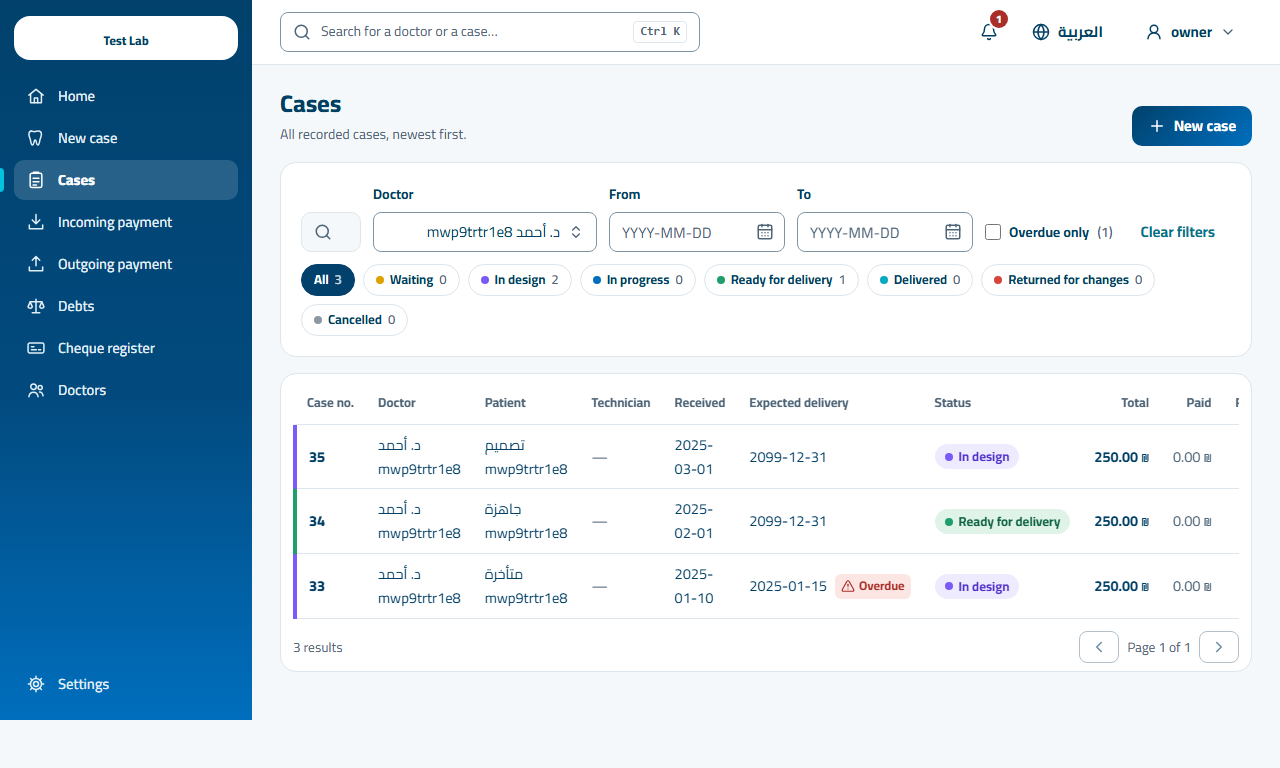 Test Lab
Home
New case
Cases
Incoming payment
Outgoing payment
Debts
Cheque register
Doctors
Settings
Search for a doctor or a case...
Ctrl K
1
العربية
owner
Cases
All recorded cases, newest first.
New case
Doctor
From
To
د. أحمد mwp9trtr1e8
YYYY-MM-DD
YYYY-MM-DD
Overdue only (1)
Clear filters
All 3
Waiting 0
In design 2
In progress 0
Ready for delivery 1
Delivered 0
Returned for changes 0
Cancelled 0
Case no. Doctor Patient Technician Received Expected delivery Status Total Paid
35 د. أحمد تصميم — 2025- 2099-12-31 In design 250.00 ₪ 0.00 ₪
mwp9trtr1e8 mwp9trtr1e8 03-01
34 د. أحمد جاهزة — 2025- 2099-12-31 Ready for delivery 250.00 ₪ 0.00 ₪
mwp9trtr1e8 mwp9trtr1e8 02-01
33 د. أحمد متأخرة — 2025- 2025-01-15 Overdue In design 250.00 ₪ 0.00 ₪
mwp9trtr1e8 mwp9trtr1e8 01-10
3 results
Page 1 of 1